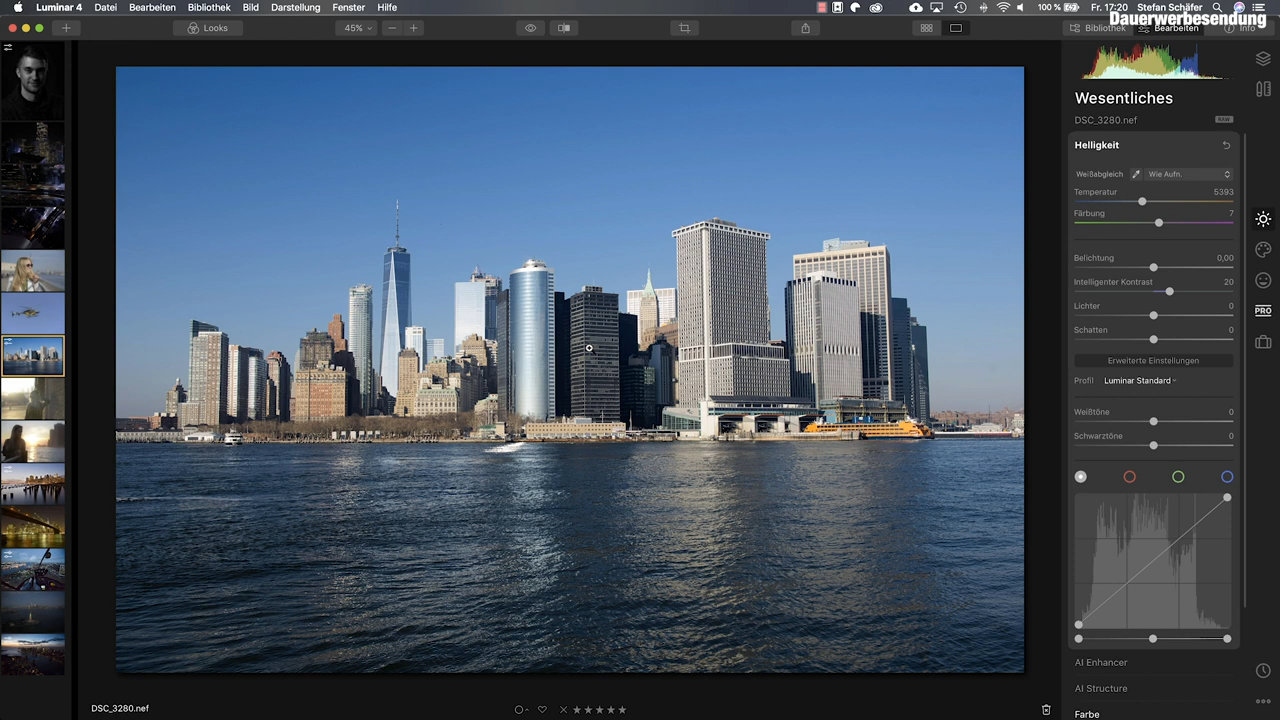 Luminar 4 Datei Bearbeiten Bibliothek Bild Darstellung Fenster Hilfe 100 % Fr. 17:20 Stefan Schäfer
Dauerwerbesendung
Looks 45% Bibliothek Bearbeiten Info
Wesentliches
DSC_3280.nef RAW
Helligkeit
Weißabgleich Wie Aufn.
Temperatur 5393
Färbung 7
Belichtung 0,00
Intelligenter Kontrast 20
Lichter 0
Schatten 0
PRO
Erweiterte Einstellungen
Profil Luminar Standard
Weißtöne 0
Schwarztöne 0
AI Enhancer
AI Structure
Farbe
DSC_3280.nef